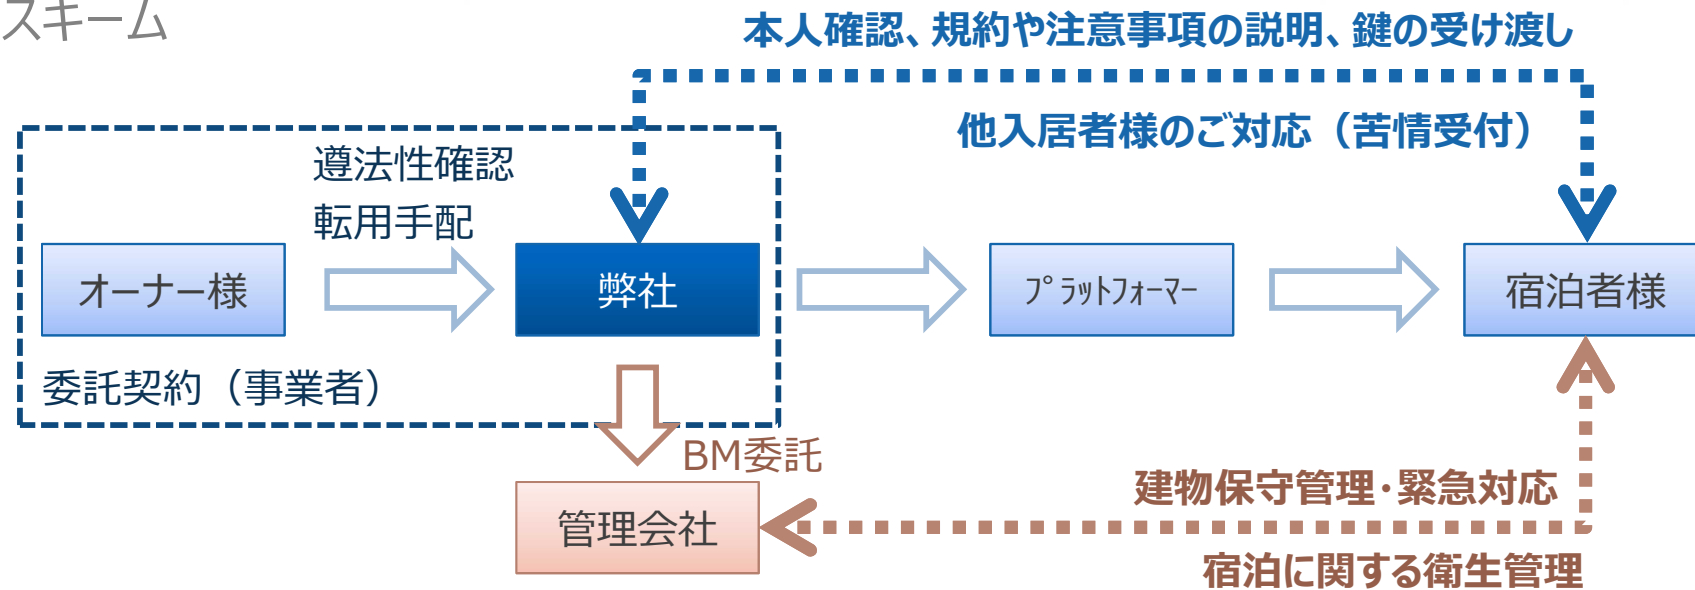 スキーム
本人確認、規約や注意事項の説明、鍵の受け渡し
他入居者様のご対応（苦情受付）
遵法性確認
転用手配
オーナー様
弊社
ﾌﾟﾗｯﾄﾌｫｰﾏｰ
宿泊者様
委託契約（事業者）
BM委託
管理会社
建物保守管理・緊急対応
宿泊に関する衛生管理